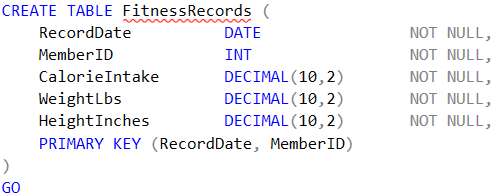 CREATE TABLE FitnessRecords (
    RecordDate          DATE                NOT NULL,
    MemberID            INT                 NOT NULL,
    CalorieIntake       DECIMAL(10,2)       NOT NULL,
    WeightLbs           DECIMAL(10,2)       NOT NULL,
    HeightInches        DECIMAL(10,2)       NOT NULL,
    PRIMARY KEY (RecordDate, MemberID)
)
GO